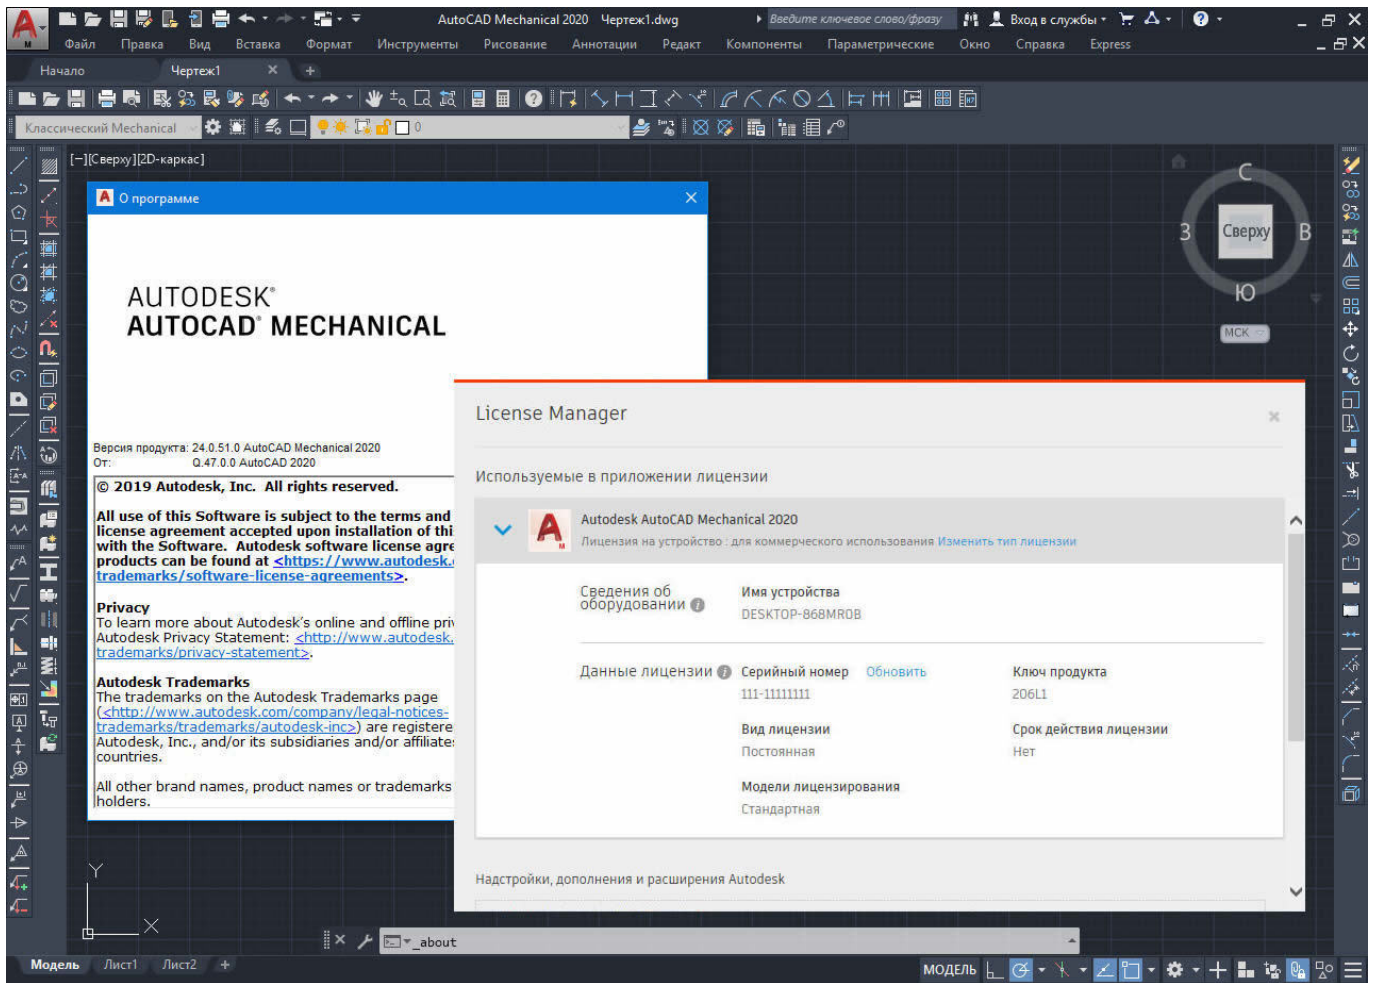 AutoCAD Mechanical 2020 Чертеж1.dwg
Введите ключевое слово/фразу
Вход в службы
Файл Правка Вид Вставка Формат Инструменты Рисование Аннотации Редакт Компоненты Параметрические Окно Справка Express
Начало Чертеж1
Классический Mechanical
0
[−][Сверху][2D-каркас]
С
З Сверху В
Ю
МСК
О программе
AUTODESK®
AUTOCAD® MECHANICAL
Версия продукта: 24.0.51.0 AutoCAD Mechanical 2020
От: Q.47.0.0 AutoCAD 2020
© 2019 Autodesk, Inc. All rights reserved.
All use of this Software is subject to the terms and
license agreement accepted upon installation of thi
with the Software. Autodesk software license agre
products can be found at <https://www.autodesk.
trademarks/software-license-agreements>.
Privacy
To learn more about Autodesk's online and offline priv
Autodesk Privacy Statement: <http://www.autodesk.
trademarks/privacy-statement>.
Autodesk Trademarks
The trademarks on the Autodesk Trademarks page
(<http://www.autodesk.com/company/legal-notices-
trademarks/trademarks/autodesk-inc>) are registere
Autodesk, Inc., and/or its subsidiaries and/or affiliates
countries.
All other brand names, product names or trademarks
holders.
License Manager
Используемые в приложении лицензии
Autodesk AutoCAD Mechanical 2020
Лицензия на устройство : для коммерческого использования Изменить тип лицензии
Сведения об
оборудовании
Имя устройства
DESKTOP-868MR0B
Данные лицензии
Серийный номер Обновить
111-11111111
Ключ продукта
206L1
Вид лицензии
Постоянная
Срок действия лицензии
Нет
Модели лицензирования
Стандартная
Надстройки, дополнения и расширения Autodesk
Y
X
_about
Модель Лист1 Лист2 +
МОДЕЛЬ